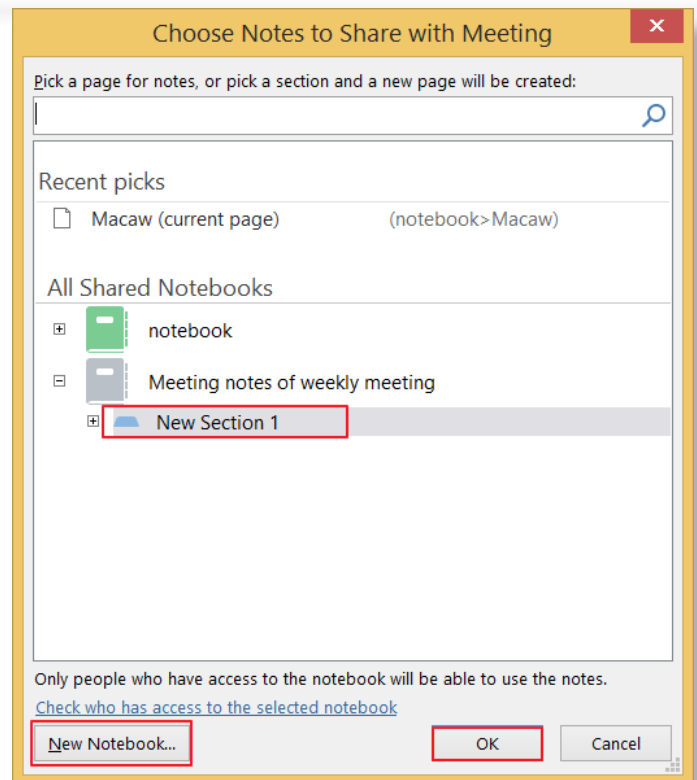 Choose Notes to Share with Meeting
Pick a page for notes, or pick a section and a new page will be created:
Recent picks
Macaw (current page) (notebook>Macaw)
All Shared Notebooks
notebook
Meeting notes of weekly meeting
New Section 1
Only people who have access to the notebook will be able to use the notes.
Check who has access to the selected notebook
New Notebook... OK Cancel